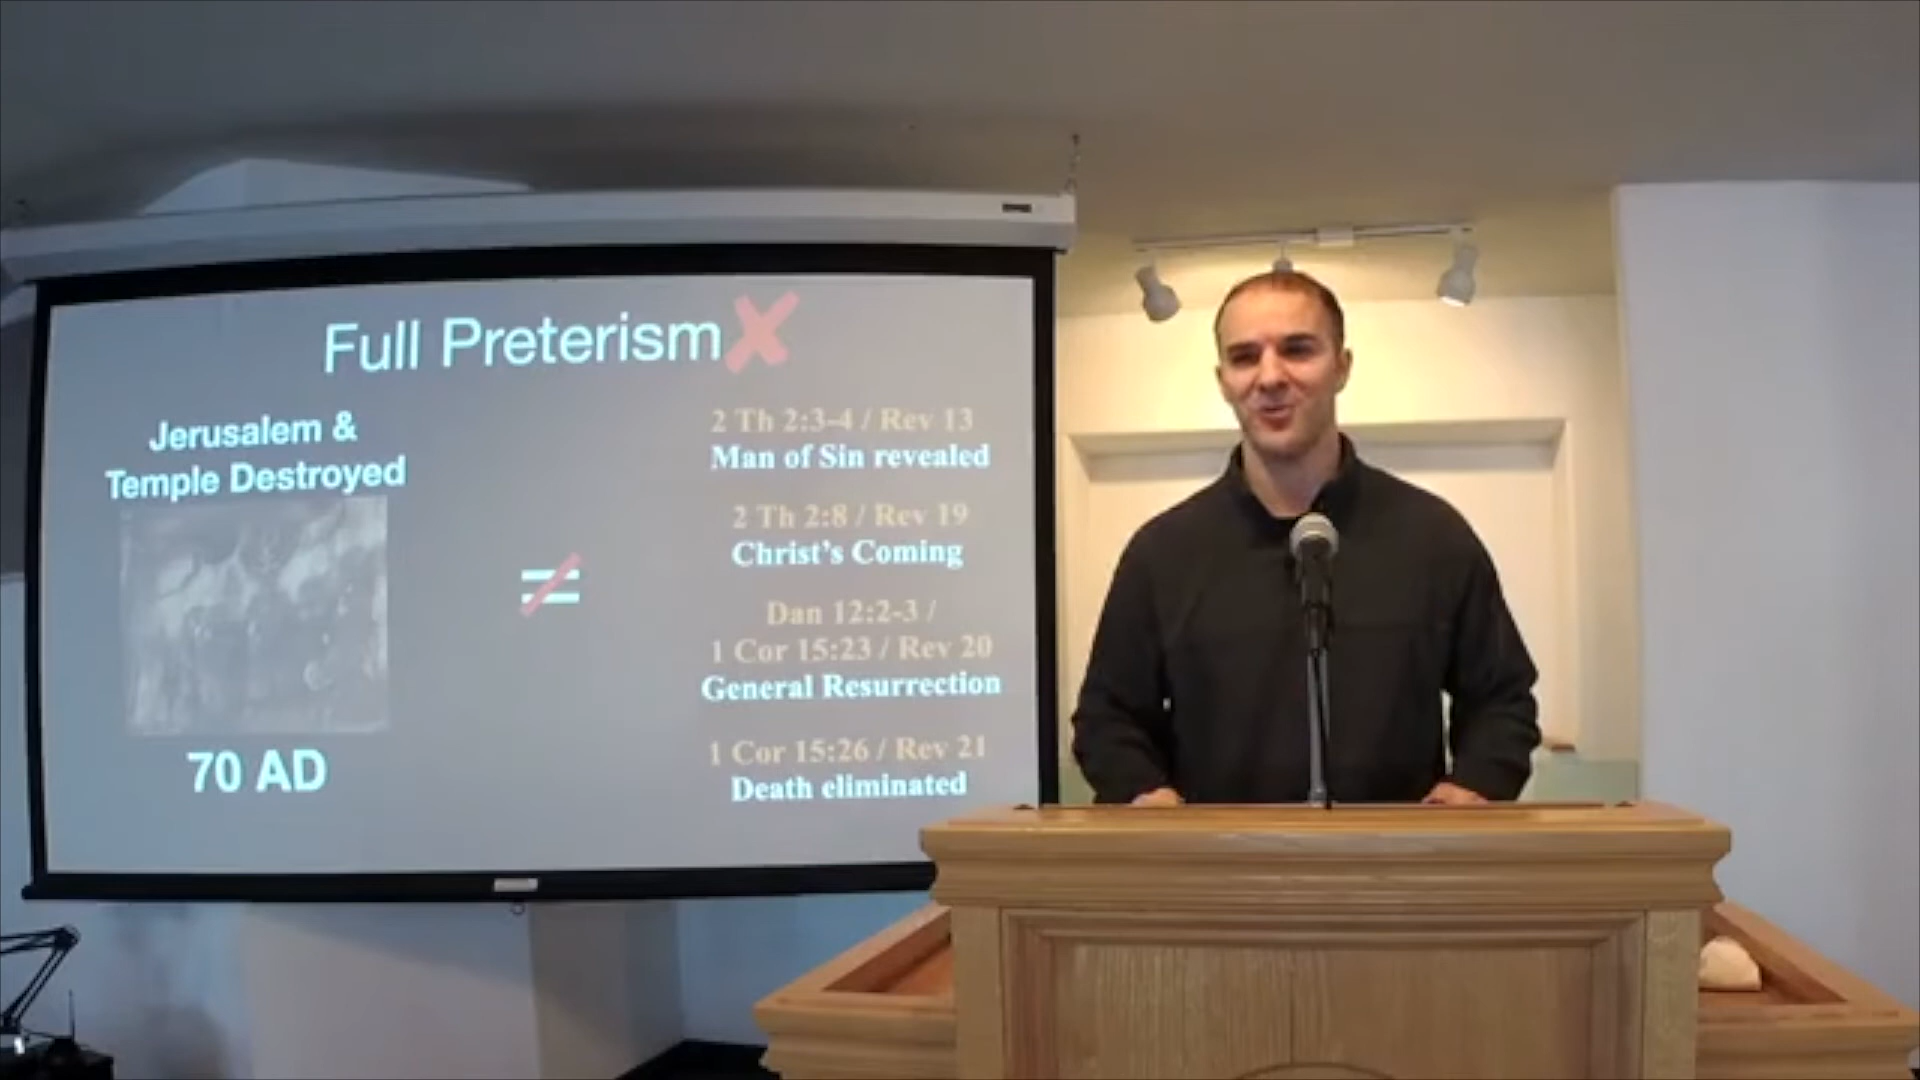 Full Preterism
Jerusalem &
Temple Destroyed
70 AD
≠
2 Th 2:3-4 / Rev 13
Man of Sin revealed
2 Th 2:8 / Rev 19
Christ's Coming
Dan 12:2-3 /
1 Cor 15:23 / Rev 20
General Resurrection
1 Cor 15:26 / Rev 21
Death eliminated